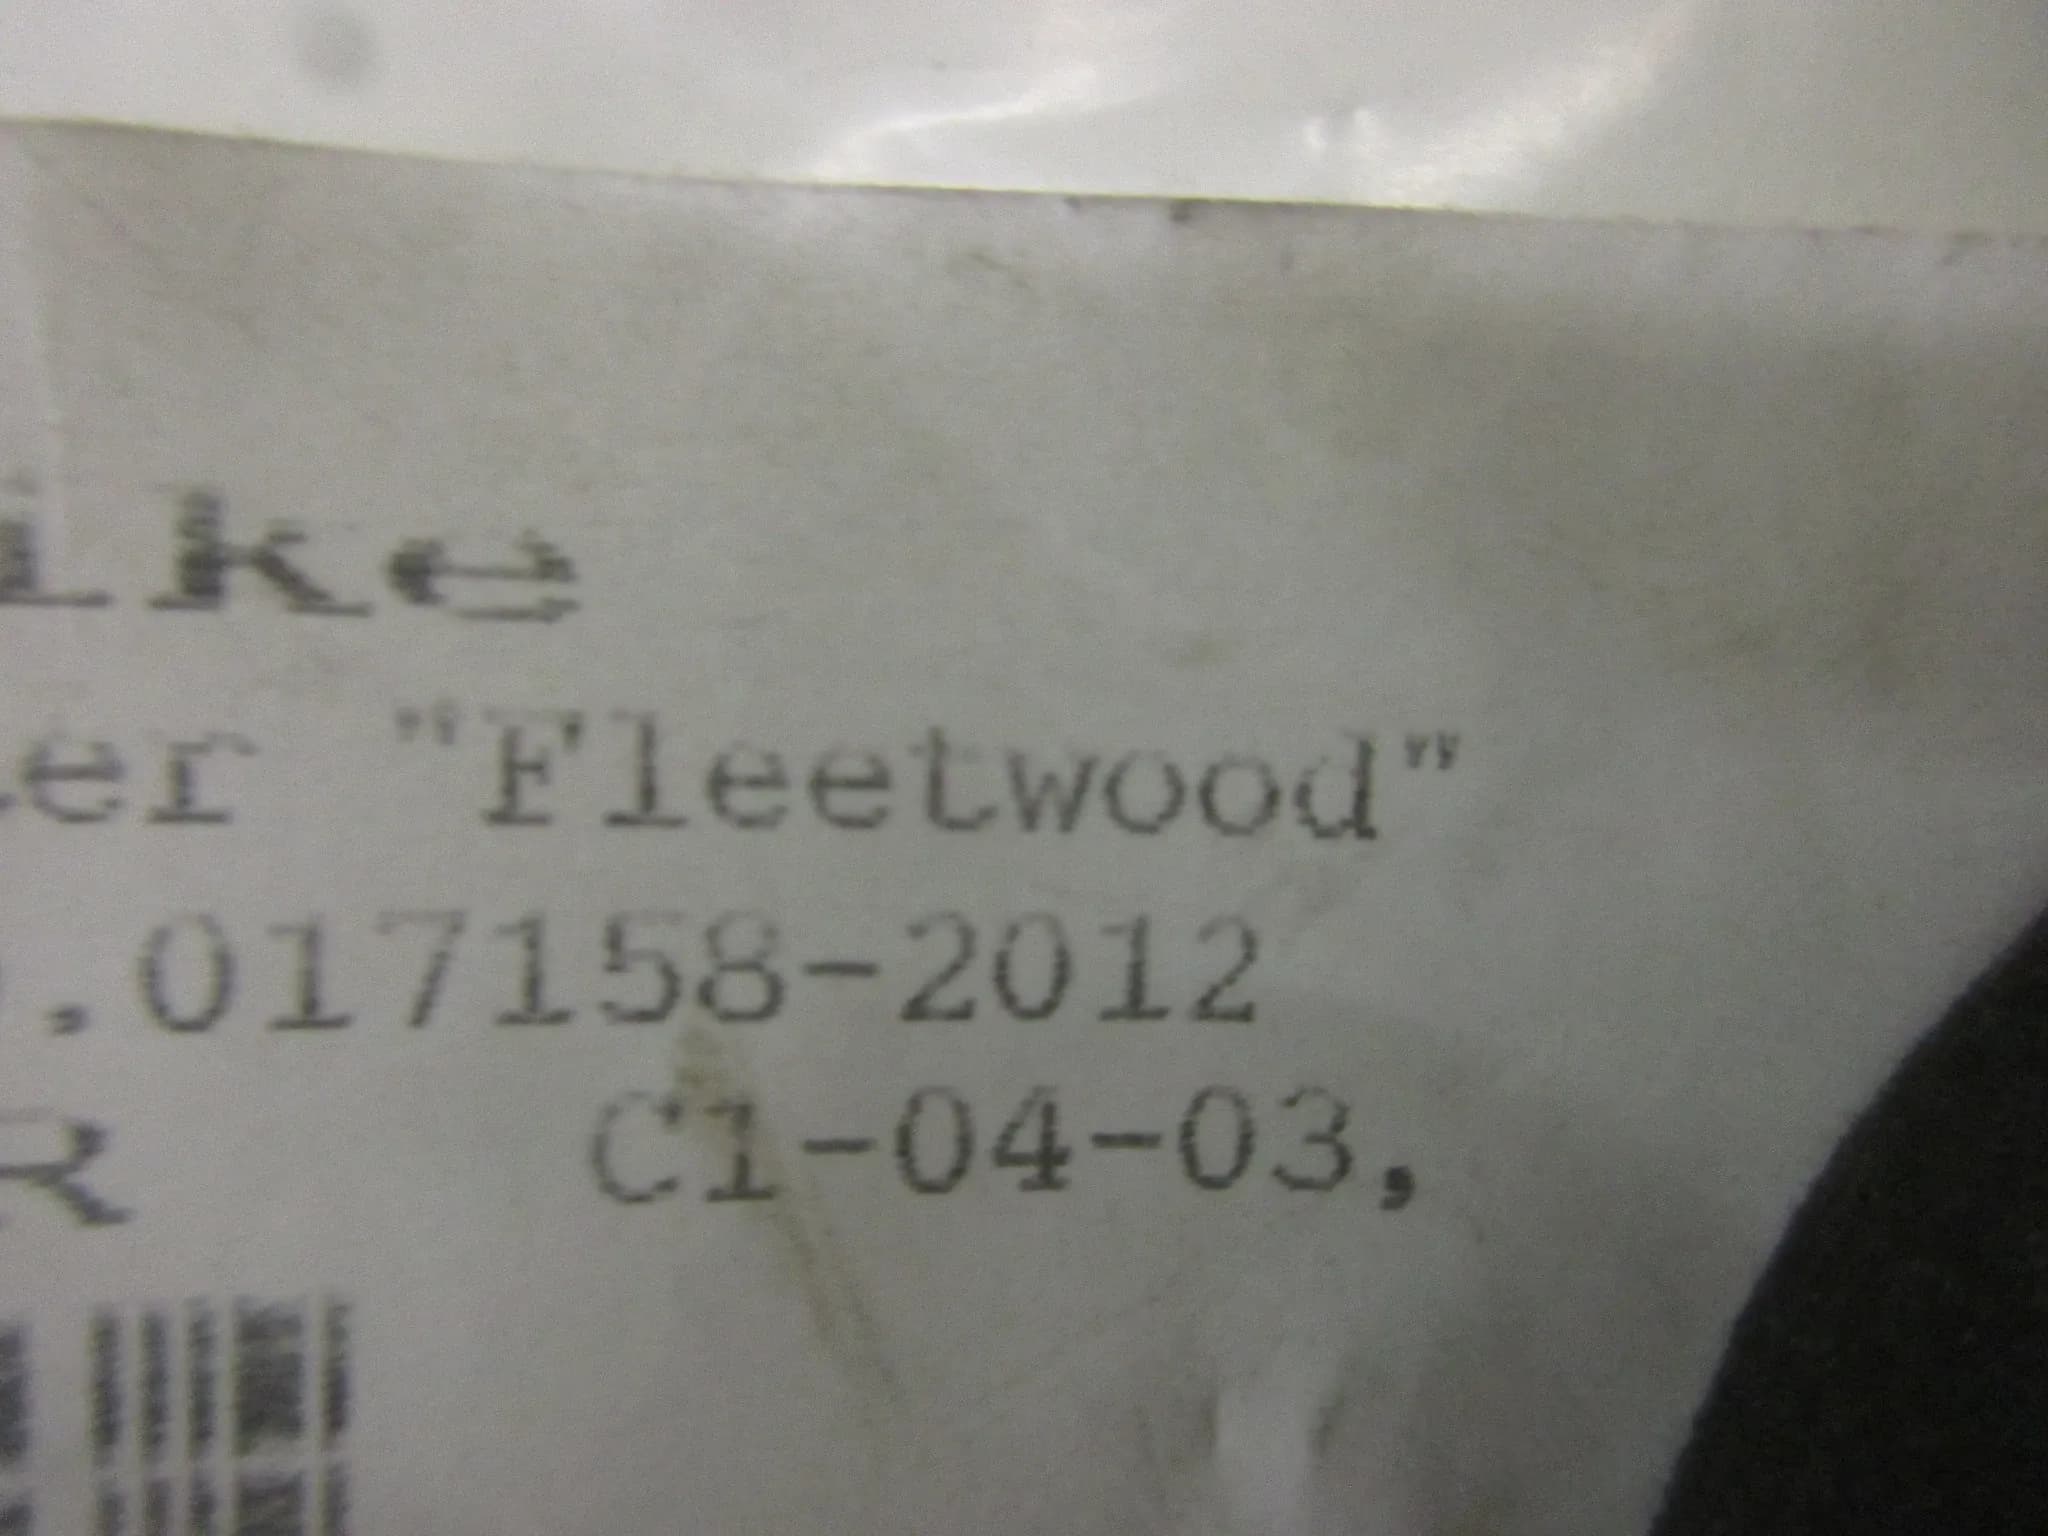 ike
er "Fleetwood"
.017158-2012
R C1-04-03,